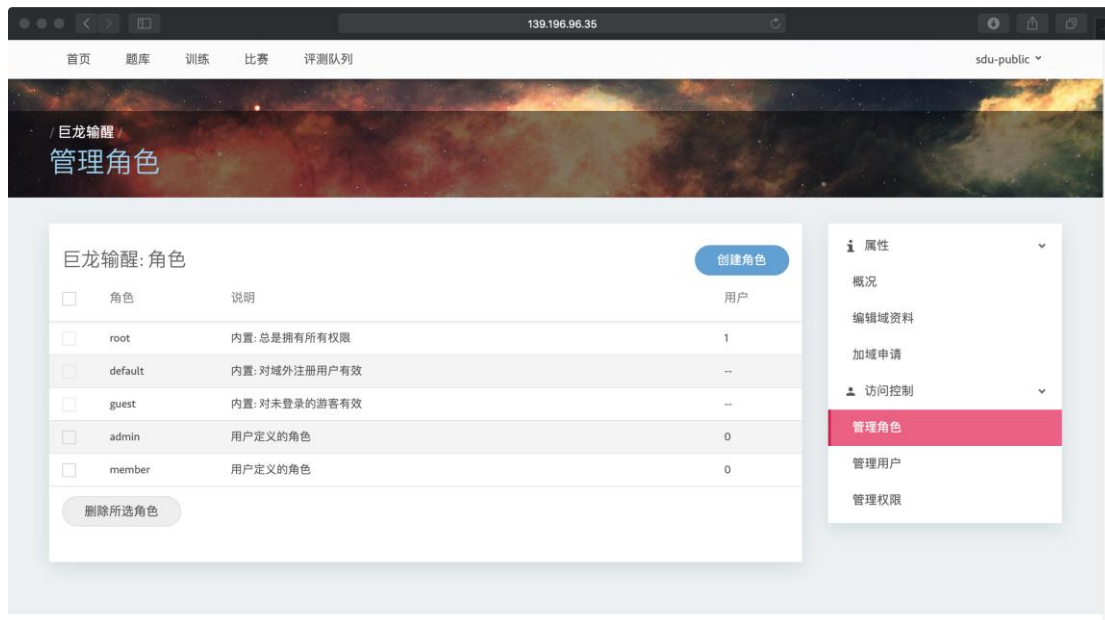 139.196.96.35
首页 题库 训练 比赛 评测队列 sdu-public
/ 巨龙输醒 /
管理角色
巨龙输醒: 角色 创建角色
角色 说明 用户
root 内置: 总是拥有所有权限 1
default 内置: 对域外注册用户有效 --
guest 内置: 对未登录的游客有效 --
admin 用户定义的角色 0
member 用户定义的角色 0
删除所选角色
属性
概况
编辑域资料
加域申请
访问控制
管理角色
管理用户
管理权限